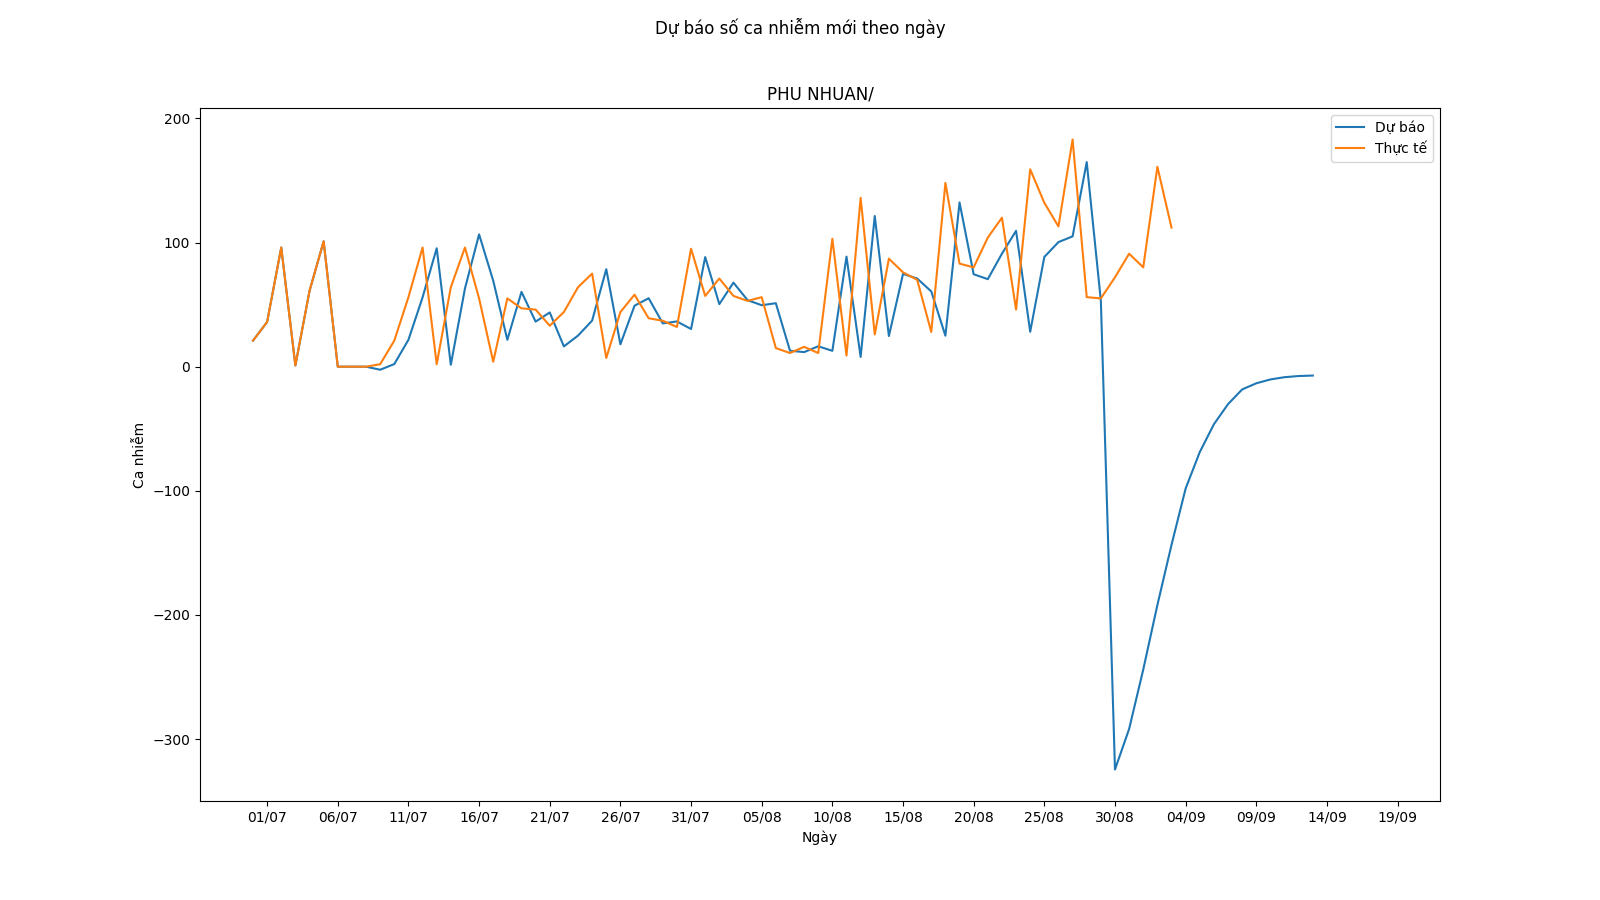 Dự báo số ca nhiễm mới theo ngày
PHU NHUAN/
Dự báo
Thực tế
200
100
0
−100
−200
−300
Ca nhiễm
01/07 06/07 11/07 16/07 21/07 26/07 31/07 05/08 10/08 15/08 20/08 25/08 30/08 04/09 09/09 14/09 19/09
Ngày